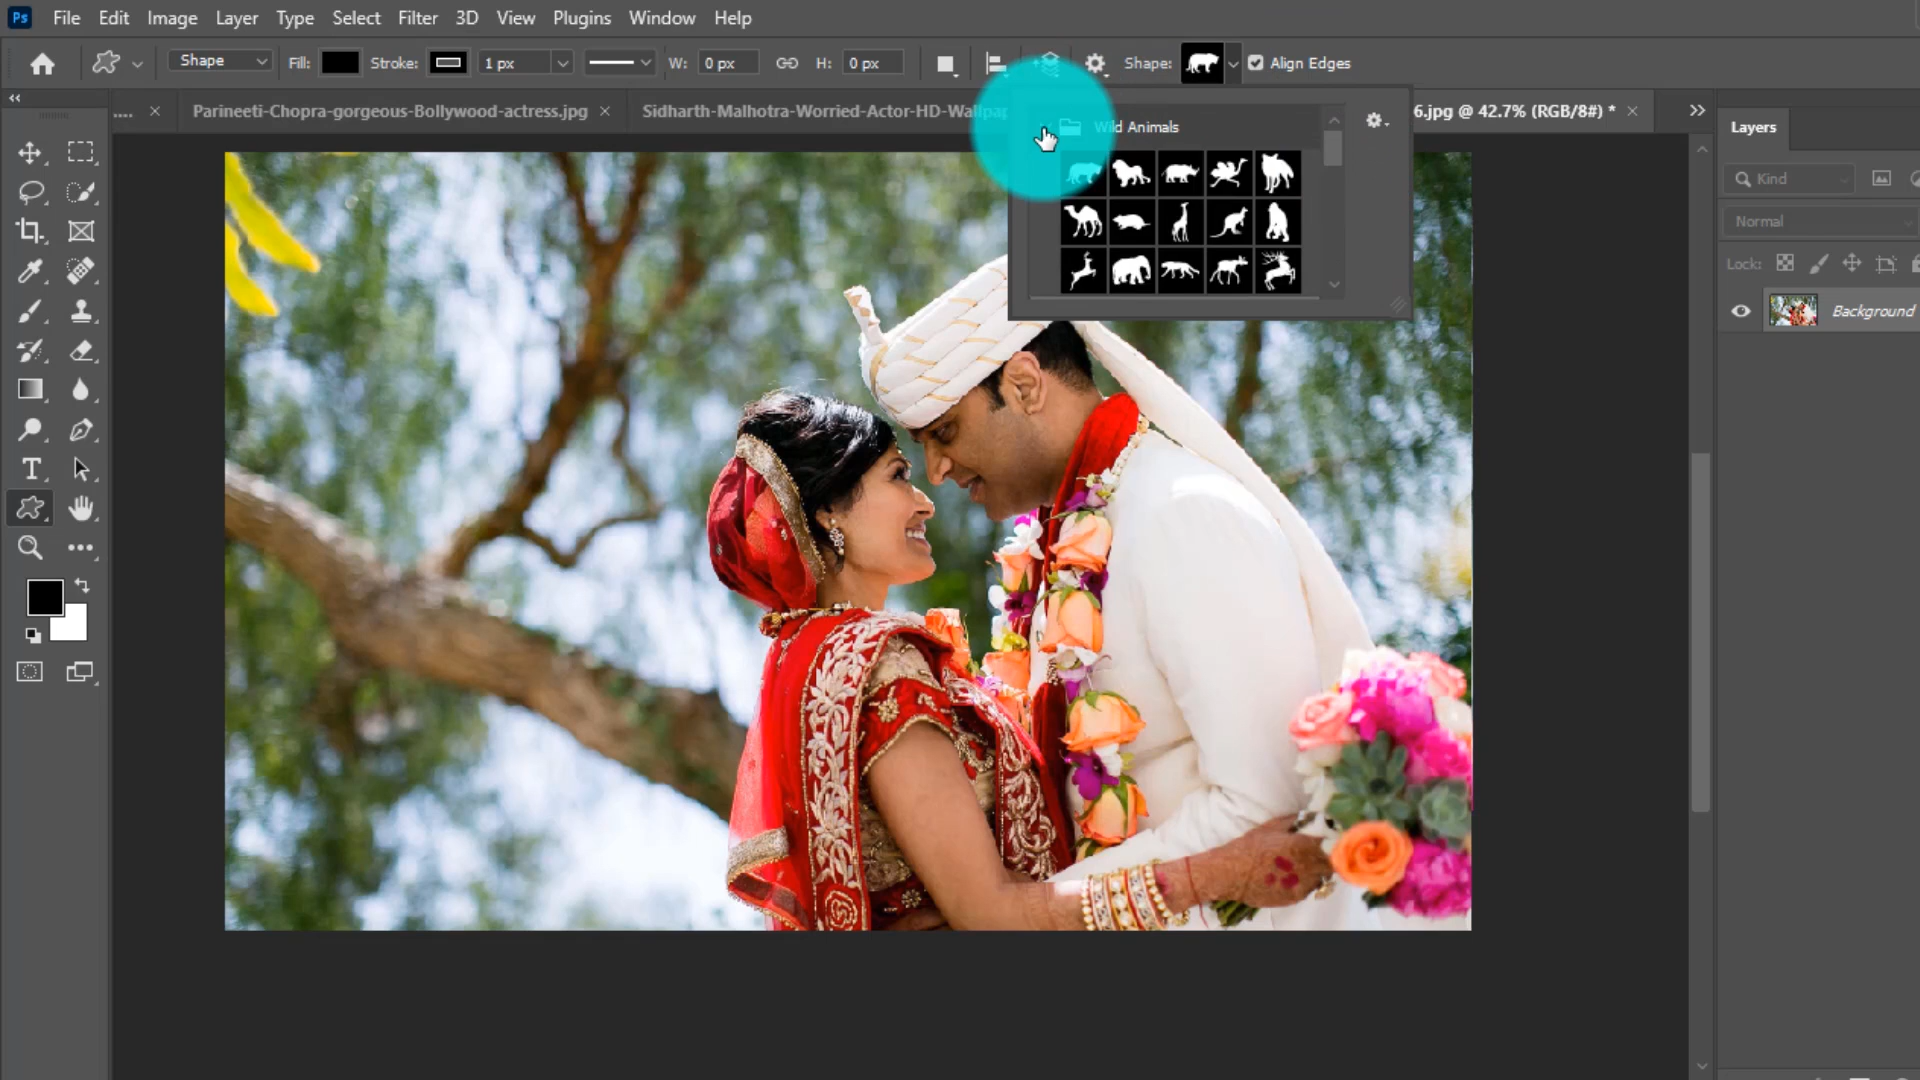 Ps File Edit Image Layer Type Select Filter 3D View Plugins Window Help
Shape Fill: Stroke: 1 px W: 0 px H: 0 px Shape: Align Edges
.... × Parineeti-Chopra-gorgeous-Bollywood-actress.jpg × Sidharth-Malhotra-Worried-Actor-HD-Wallpap 6.jpg @ 42.7% (RGB/8#) * ×
Wild Animals
Layers
Kind
Normal
Lock:
Background